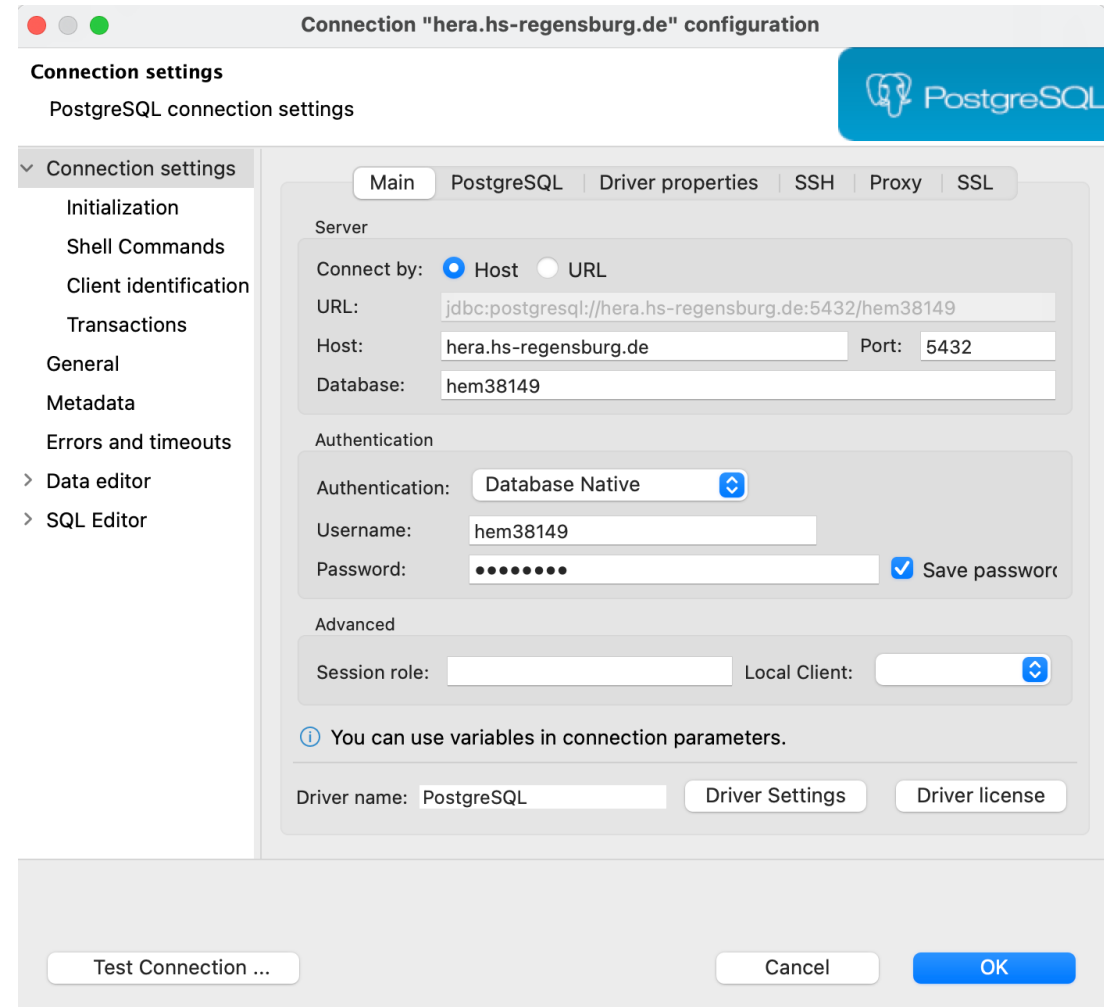 Connection "hera.hs-regensburg.de" configuration
Connection settings
PostgreSQL connection settings
PostgreSQL
Connection settings
Initialization
Shell Commands
Client identification
Transactions
General
Metadata
Errors and timeouts
Data editor
SQL Editor
Main PostgreSQL Driver properties SSH Proxy SSL
Server
Connect by: Host URL
URL: jdbc:postgresql://hera.hs-regensburg.de:5432/hem38149
Host: hera.hs-regensburg.de Port: 5432
Database: hem38149
Authentication
Authentication: Database Native
Username: hem38149
Password: ••••••••
Save password
Advanced
Session role: Local Client:
You can use variables in connection parameters.
Driver name: PostgreSQL Driver Settings Driver license
Test Connection ... Cancel OK